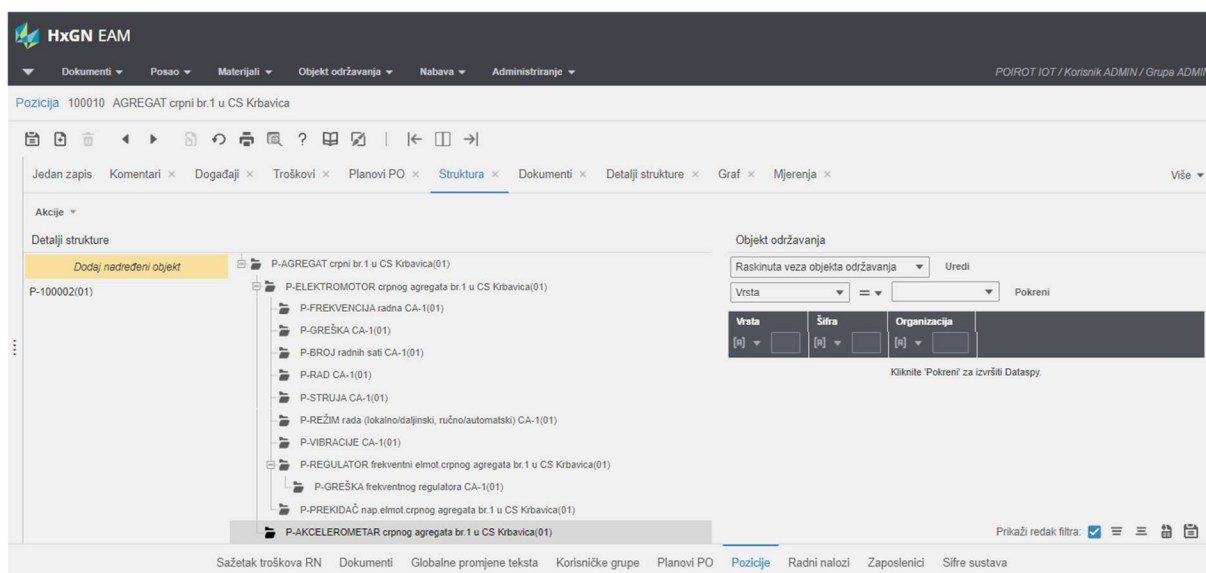 HxGN EAM
Dokumenti Posao Materijali Objekt održavanja Nabava Administriranje POIROT IOT / Korisnik ADMIN / Grupa ADMIN
Pozicija 100010 AGREGAT crpni br.1 u CS Krbavica
Jedan zapis Komentari × Događaji × Troškovi × Planovi PO × Struktura × Dokumenti × Detalji strukture × Graf × Mjerenja × Više
Akcije
Detalji strukture
Dodaj nadređeni objekt
P-100002(01)
P-AGREGAT crpni br.1 u CS Krbavica(01)
P-ELEKTROMOTOR crpnog agregata br.1 u CS Krbavica(01)
P-FREKVENCIJA radna CA-1(01)
P-GREŠKA CA-1(01)
P-BROJ radnih sati CA-1(01)
P-RAD CA-1(01)
P-STRUJA CA-1(01)
P-REŽIM rada (lokalno/daljinski, ručno/automatski) CA-1(01)
P-VIBRACIJE CA-1(01)
P-REGULATOR frekventni elmot.crpnog agregata br.1 u CS Krbavica(01)
P-GREŠKA frekventnog regulatora CA-1(01)
P-PREKIDAČ nap.elmot.crpnog agregata br.1 u CS Krbavica(01)
P-AKCELEROMETAR crpnog agregata br.1 u CS Krbavica(01)
Objekt održavanja
Raskinuta veza objekta održavanja Uredi
Vrsta = Pokreni
Vrsta Šifra Organizacija
[A] [A] [A]
Kliknite 'Pokreni' za izvršiti Dataspy.
Prikaži redak filtra:
Sažetak troškova RN Dokumenti Globalne promjene teksta Korisničke grupe Planovi PO Pozicije Radni nalozi Zaposlenici Sifre sustava